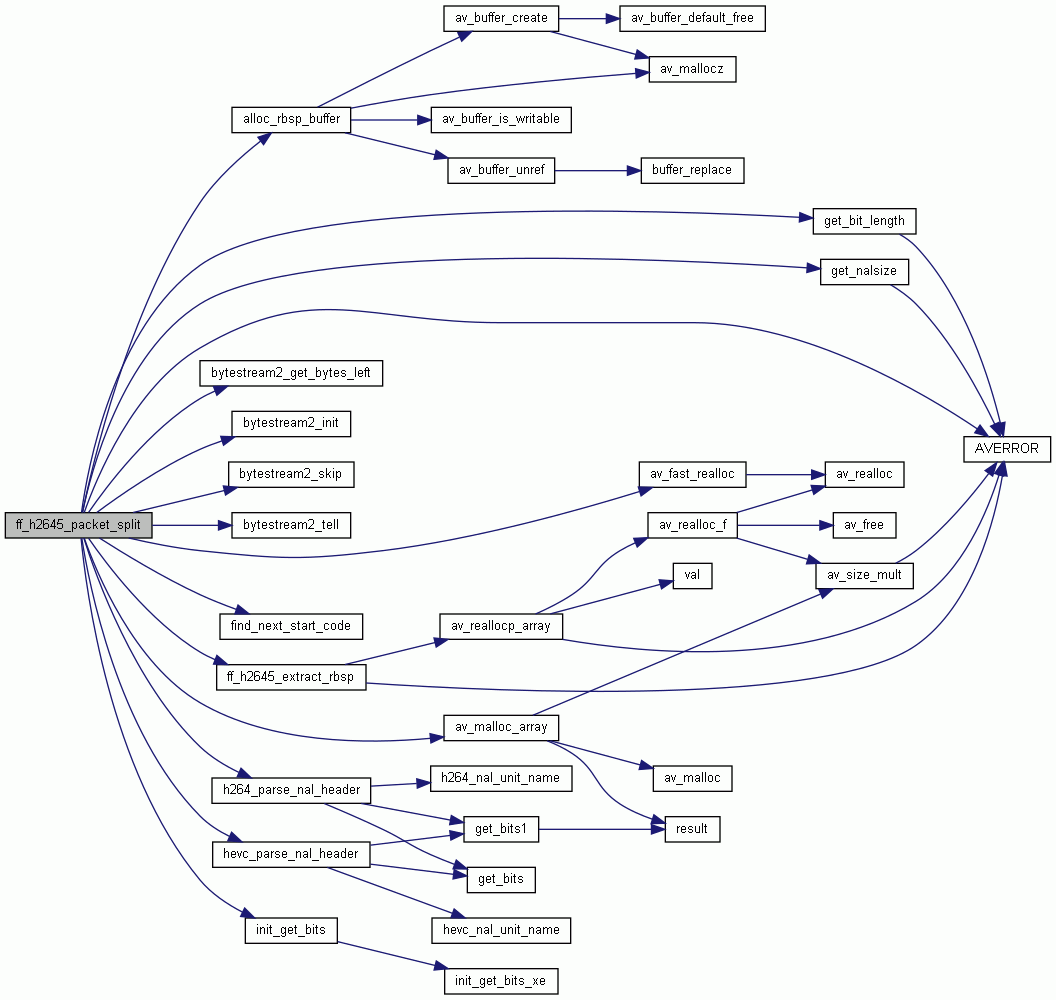 av_buffer_create
av_buffer_default_free
av_mallocz
alloc_rbsp_buffer
av_buffer_is_writable
av_buffer_unref
buffer_replace
get_bit_length
get_nalsize
bytestream2_get_bytes_left
bytestream2_init
AVERROR
bytestream2_skip
av_fast_realloc
av_realloc
ff_h2645_packet_split
bytestream2_tell
av_realloc_f
av_free
val
av_size_mult
find_next_start_code
av_reallocp_array
ff_h2645_extract_rbsp
av_malloc_array
h264_nal_unit_name
av_malloc
h264_parse_nal_header
get_bits1
result
hevc_parse_nal_header
get_bits
init_get_bits
hevc_nal_unit_name
init_get_bits_xe